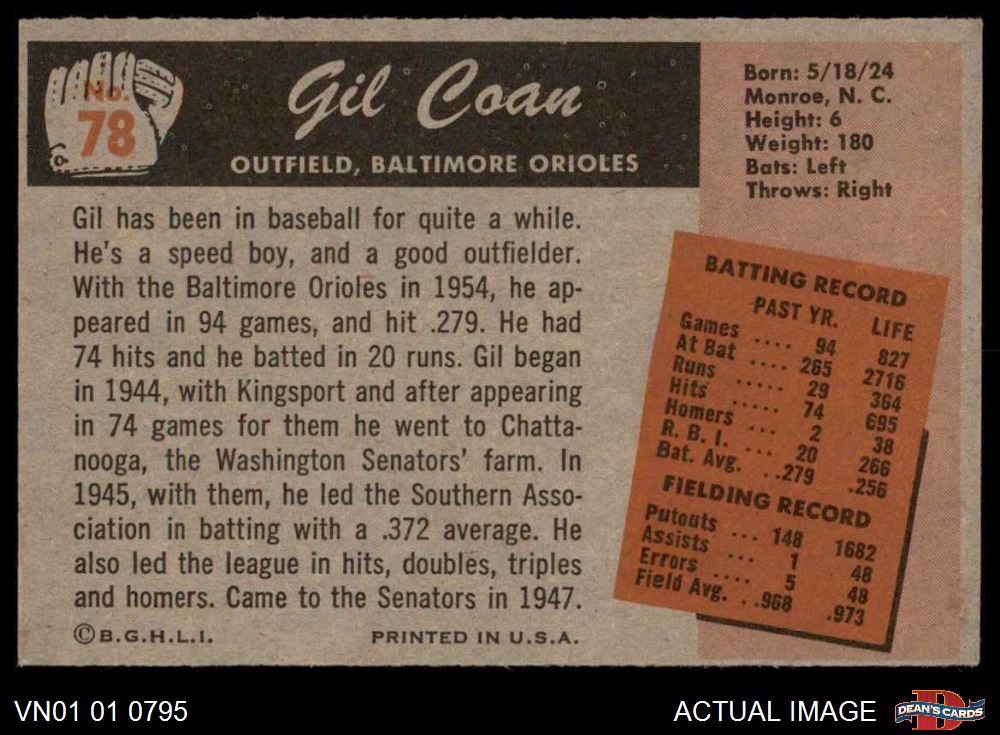 No.
78
Gil Coan
OUTFIELD, BALTIMORE ORIOLES
Born: 5/18/24
Monroe, N. C.
Height: 6
Weight: 180
Bats: Left
Throws: Right
Gil has been in baseball for quite a while.
He's a speed boy, and a good outfielder.
With the Baltimore Orioles in 1954, he ap-
peared in 94 games, and hit .279. He had
74 hits and he batted in 20 runs. Gil began
in 1944, with Kingsport and after appearing
in 74 games for them he went to Chatta-
nooga, the Washington Senators' farm. In
1945, with them, he led the Southern Asso-
ciation in batting with a .372 average. He
also led the league in hits, doubles, triples
and homers. Came to the Senators in 1947.
©B.G.H.L.I. PRINTED IN U.S.A.
BATTING RECORD
PAST YR. LIFE
Games .... 94 827
At Bat .... 265 2716
Runs ..... 29 364
Hits ..... 74 695
Homers ... 2 38
R. B. I. ... 20 266
Bat. Avg. ..279 .256
FIELDING RECORD
Putouts ... 148 1682
Assists ... 1 48
Errors .... 5 48
Field Avg. ..968 .973
VN01 01 0795
ACTUAL IMAGE
DEAN'S CARDS